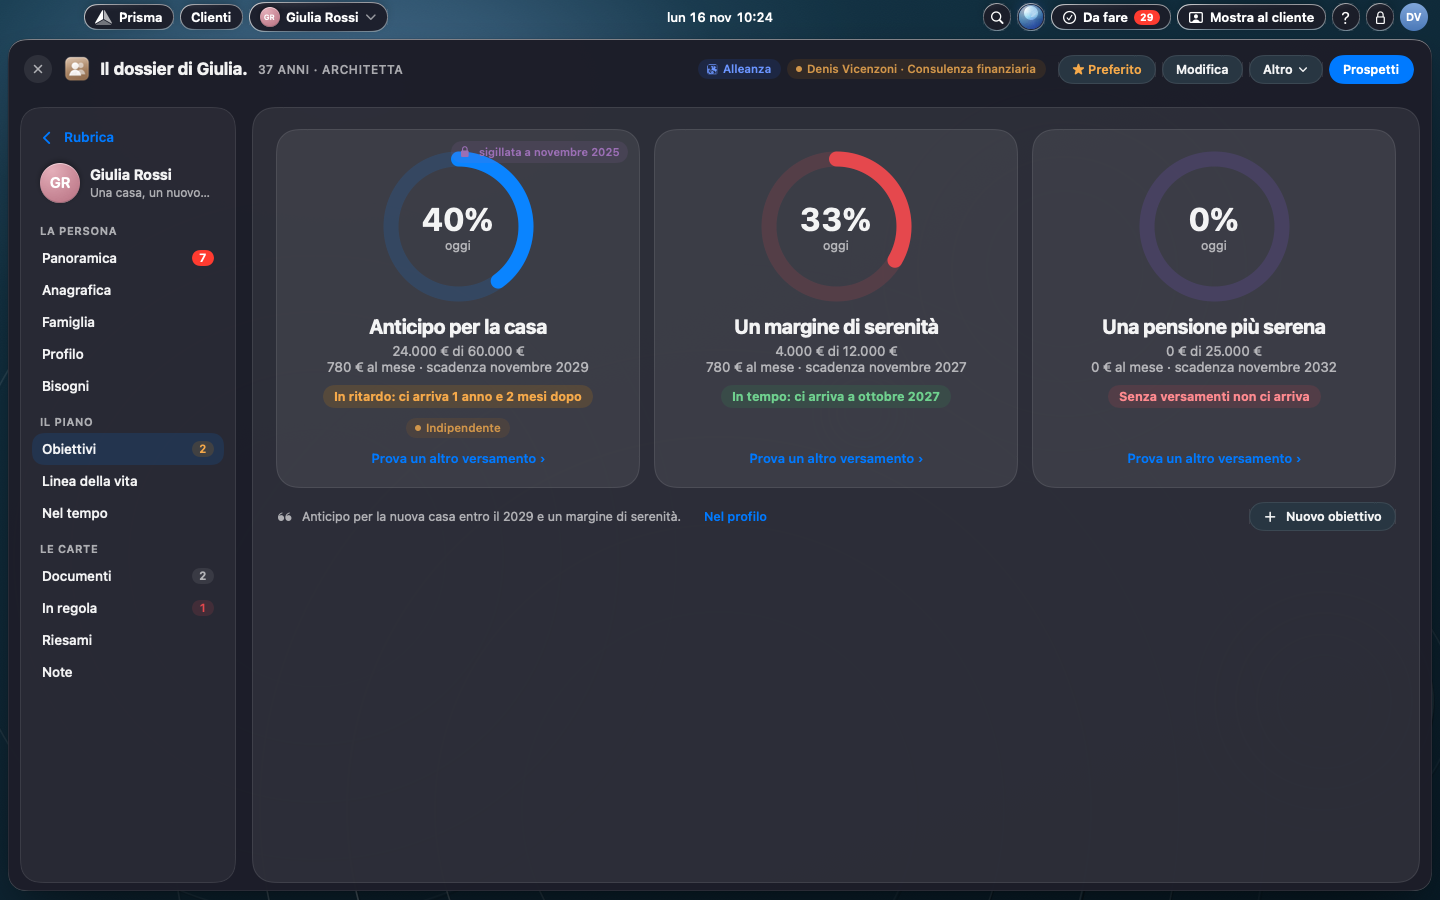 Prisma
Clienti
GR Giulia Rossi
lun 16 nov 10:24
Da fare 29
Mostra al cliente
?
DV
Il dossier di Giulia. 37 ANNI · ARCHITETTA
Alleanza
Denis Vicenzoni · Consulenza finanziaria
Preferito
Modifica
Altro
Prospetti
Rubrica
GR
Giulia Rossi
Una casa, un nuovo...
LA PERSONA
Panoramica 7
Anagrafica
Famiglia
Profilo
Bisogni
IL PIANO
Obiettivi 2
Linea della vita
Nel tempo
LE CARTE
Documenti 2
In regola 1
Riesami
Note
sigillata a novembre 2025
40%
oggi
Anticipo per la casa
24.000 € di 60.000 €
780 € al mese · scadenza novembre 2029
In ritardo: ci arriva 1 anno e 2 mesi dopo
Indipendente
Prova un altro versamento ›
33%
oggi
Un margine di serenità
4.000 € di 12.000 €
780 € al mese · scadenza novembre 2027
In tempo: ci arriva a ottobre 2027
Prova un altro versamento ›
0%
oggi
Una pensione più serena
0 € di 25.000 €
0 € al mese · scadenza novembre 2032
Senza versamenti non ci arriva
Prova un altro versamento ›
“ Anticipo per la nuova casa entro il 2029 e un margine di serenità. Nel profilo
+ Nuovo obiettivo